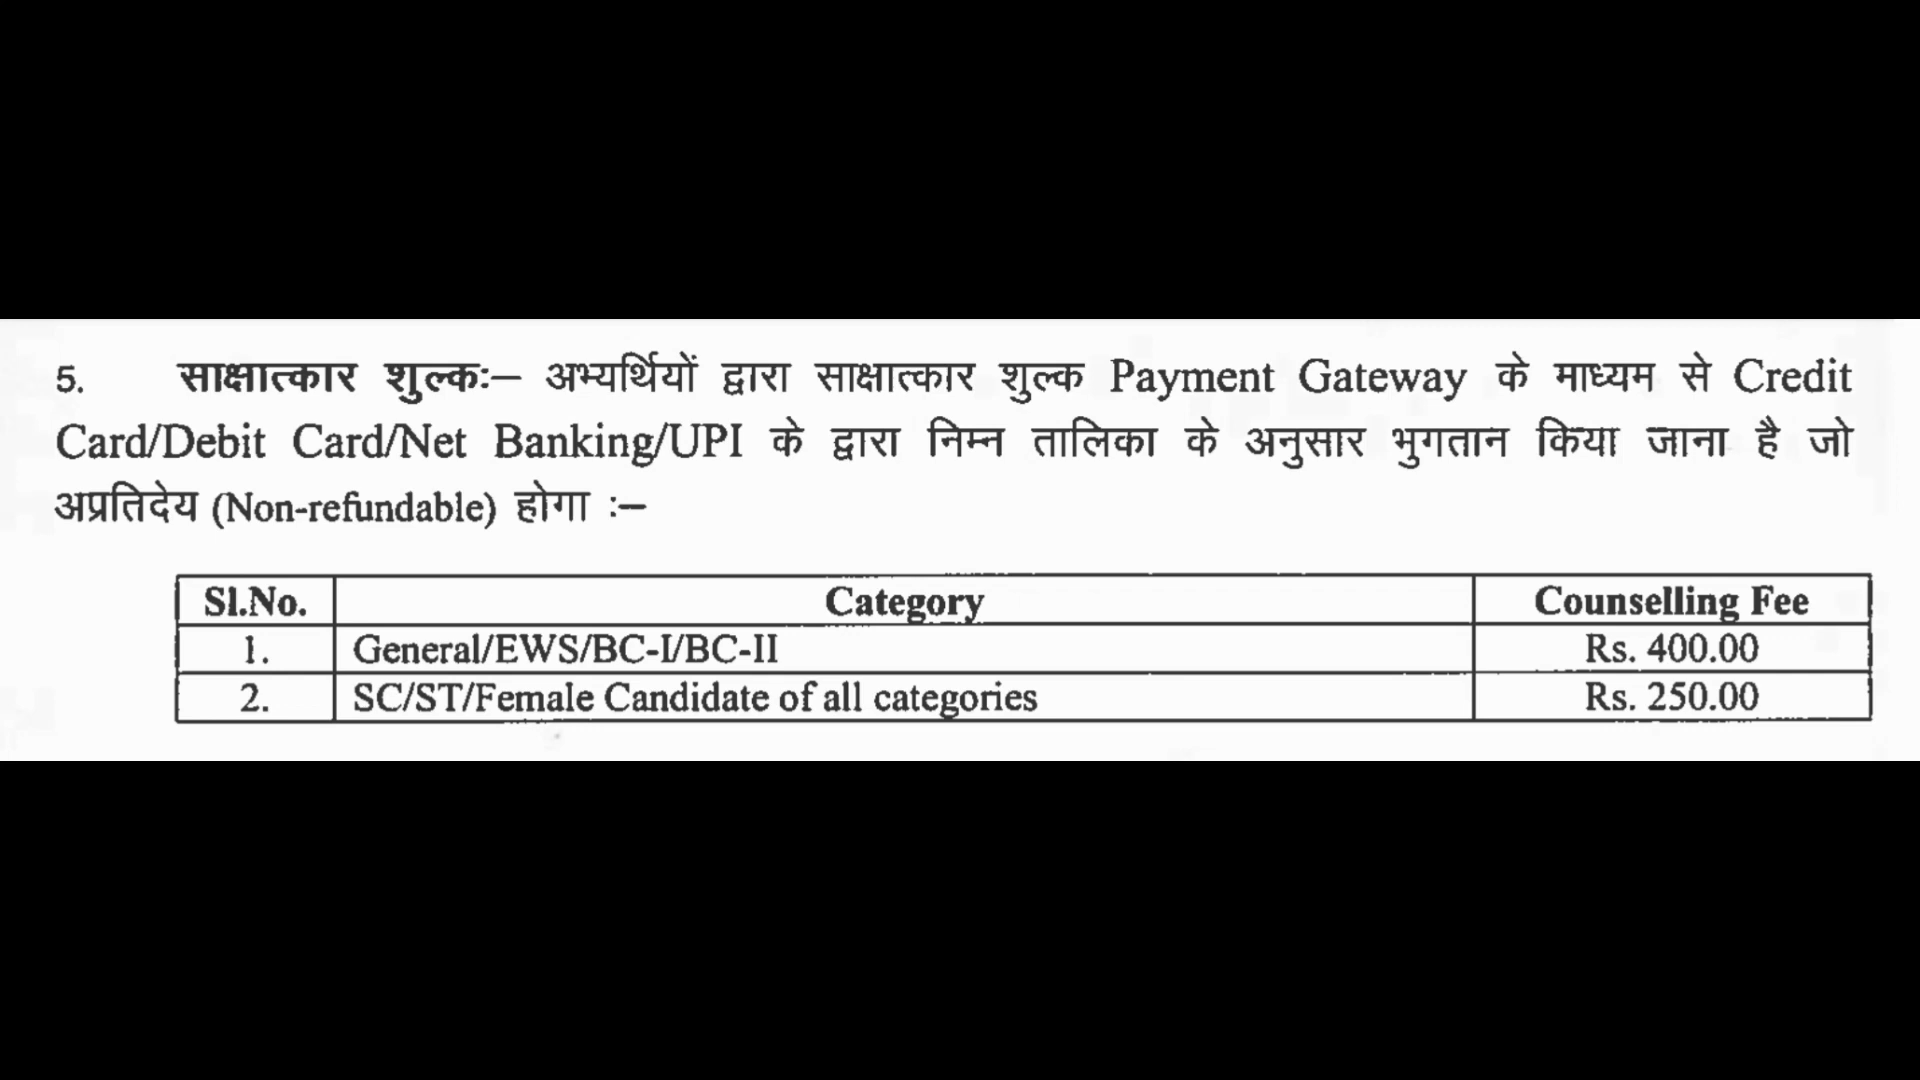 5. साक्षात्कार शुल्कः– अभ्यर्थियों द्वारा साक्षात्कार शुल्क Payment Gateway के माध्यम से Credit
Card/Debit Card/Net Banking/UPI के द्वारा निम्न तालिका के अनुसार भुगतान किया जाना है जो
अप्रतिदेय (Non-refundable) होगा :–
Sl.No. Category Counselling Fee
1. General/EWS/BC-I/BC-II Rs. 400.00
2. SC/ST/Female Candidate of all categories Rs. 250.00